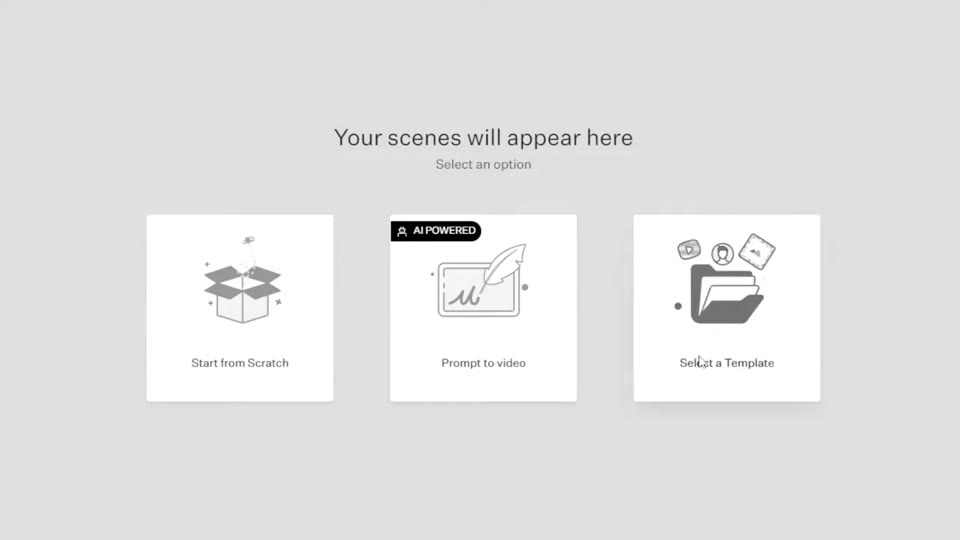 Your scenes will appear here
Select an option
AI POWERED
Start from Scratch
Prompt to video
Select a Template